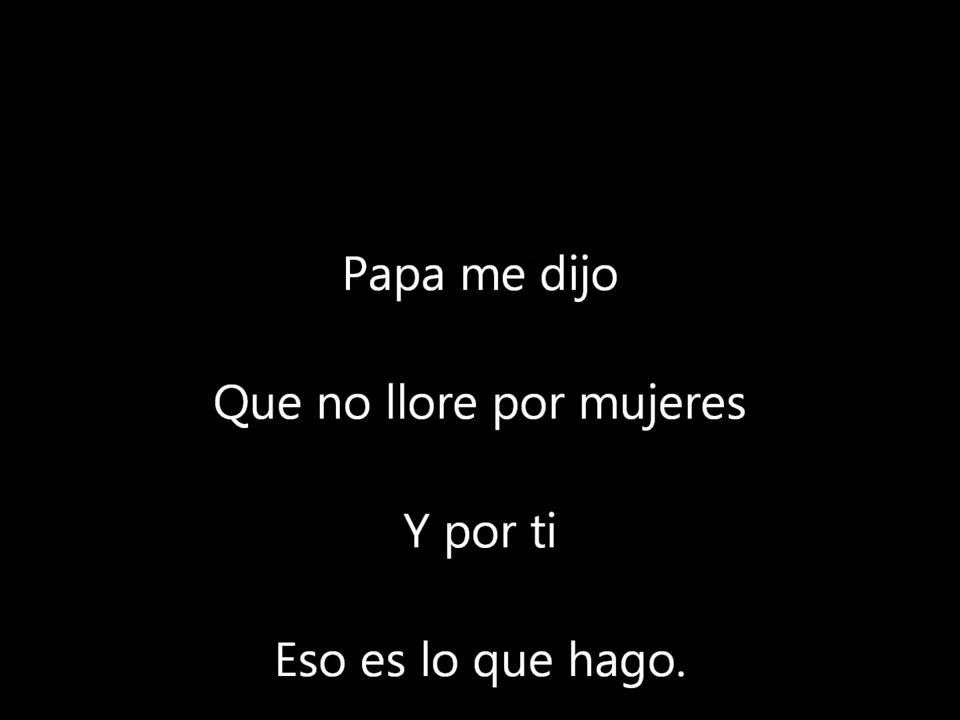 Papa me dijo
Que no llore por mujeres
Y por ti
Eso es lo que hago.